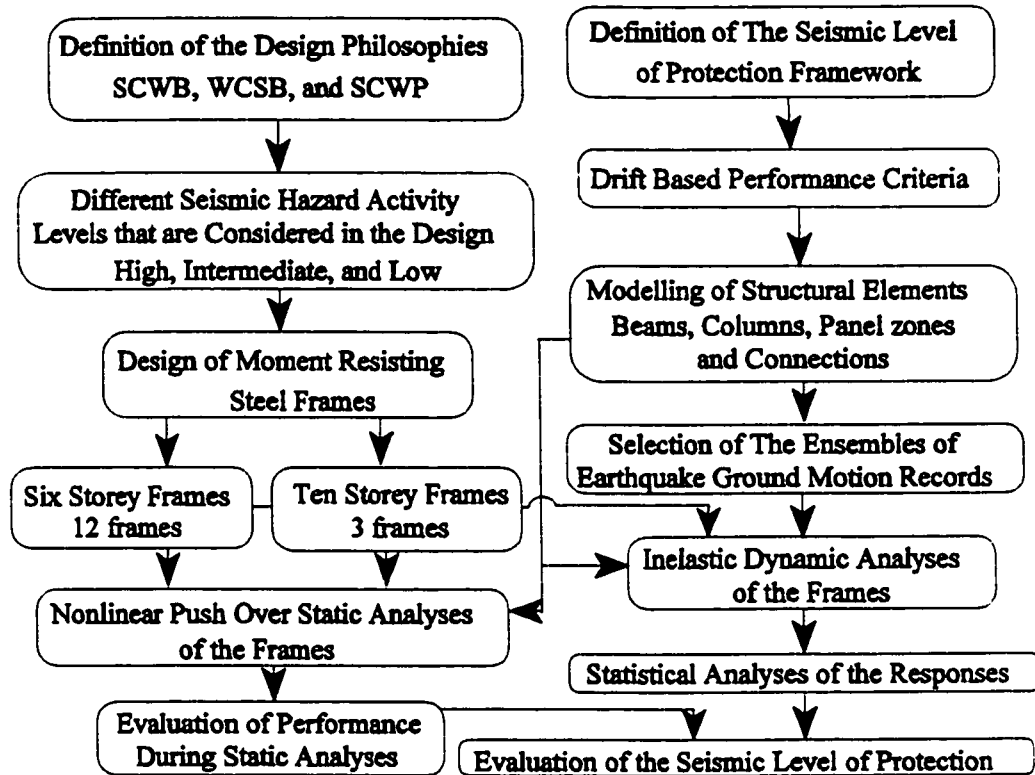 Definition of the Design Philosophies
SCWB, WCSB, and SCWP
Different Seismic Hazard Activity
Levels that are Considered in the Design
High, Intermediate, and Low
Design of Moment Resisting
Steel Frames
Six Storey Frames
12 frames
Ten Storey Frames
3 frames
Nonlinear Push Over Static Analyses
of the Frames
Evaluation of Performance
During Static Analyses
Definition of The Seismic Level
of Protection Framework
Drift Based Performance Criteria
Modelling of Structural Elements
Beams, Columns, Panel zones
and Connections
Selection of The Ensembles of
Earthquake Ground Motion Records
Inelastic Dynamic Analyses
of the Frames
Statistical Analyses of the Responses
Evaluation of the Seismic Level of Protection